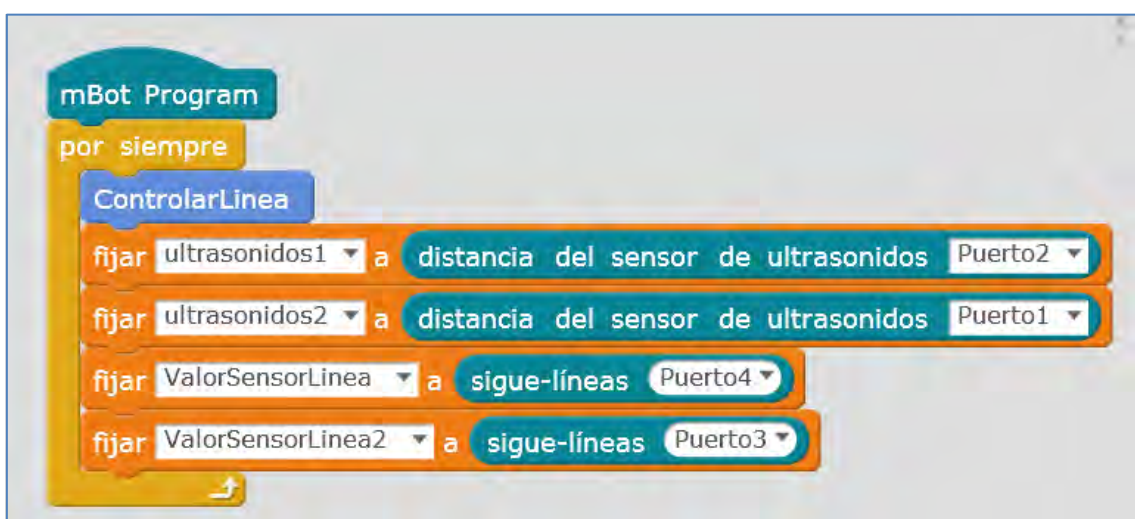 mBot Program
por siempre
ControlarLinea
fijar ultrasonidos1 a distancia del sensor de ultrasonidos Puerto2
fijar ultrasonidos2 a distancia del sensor de ultrasonidos Puerto1
fijar ValorSensorLinea a sigue-líneas Puerto4
fijar ValorSensorLinea2 a sigue-líneas Puerto3